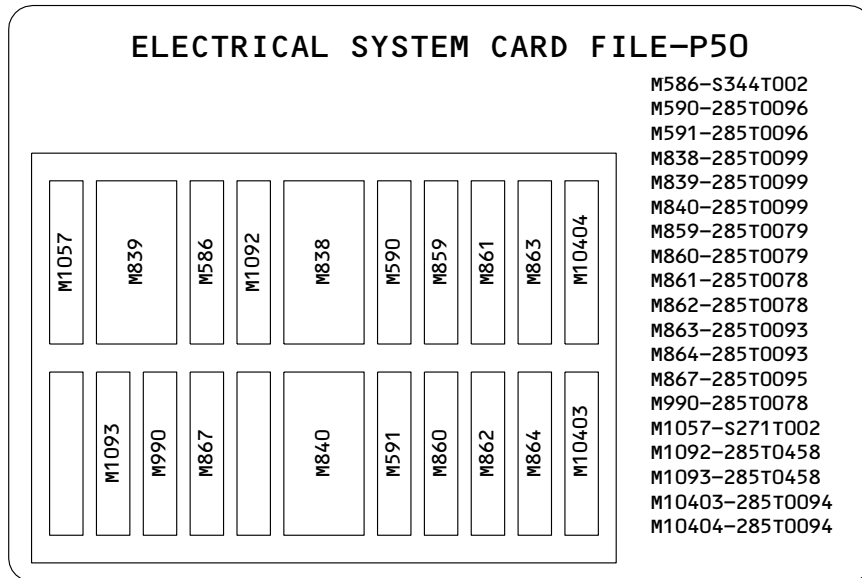 ELECTRICAL SYSTEM CARD FILE-P50
M586-S344T002
M590-285T0096
M591-285T0096
M838-285T0099
M839-285T0099
M840-285T0099
M859-285T0079
M860-285T0079
M861-285T0078
M862-285T0078
M863-285T0093
M864-285T0093
M867-285T0095
M990-285T0078
M1057-S271T002
M1092-285T0458
M1093-285T0458
M10403-285T0094
M10404-285T0094
M1057
M839
M586
M1092
M838
M590
M859
M861
M863
M10404
M1093
M990
M867
M840
M591
M860
M862
M864
M10403